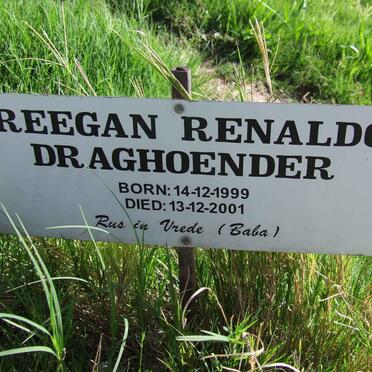 REEGAN RENALDO
DRAGHOENDER
BORN: 14-12-1999
DIED: 13-12-2001
Rus in Vrede (Baba)